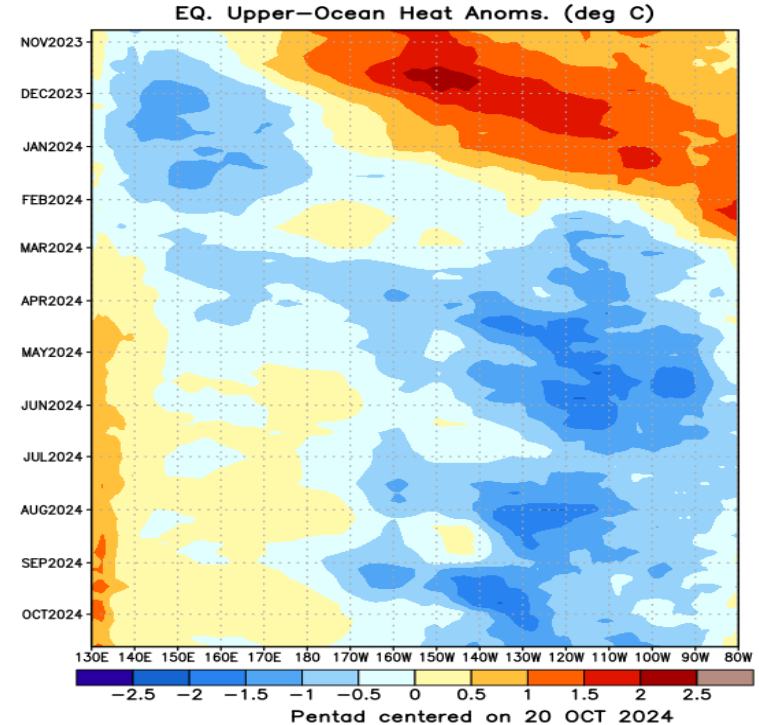 EQ. Upper-Ocean Heat Anoms. (deg C)
NOV2023
DEC2023
JAN2024
FEB2024
MAR2024
APR2024
MAY2024
JUN2024
JUL2024
AUG2024
SEP2024
OCT2024
130E 140E 150E 160E 170E 180 170W 160W 150W 140W 130W 120W 110W 100W 90W 80W
-2.5 -2 -1.5 -1 -0.5 0 0.5 1 1.5 2 2.5
Pentad centered on 20 OCT 2024